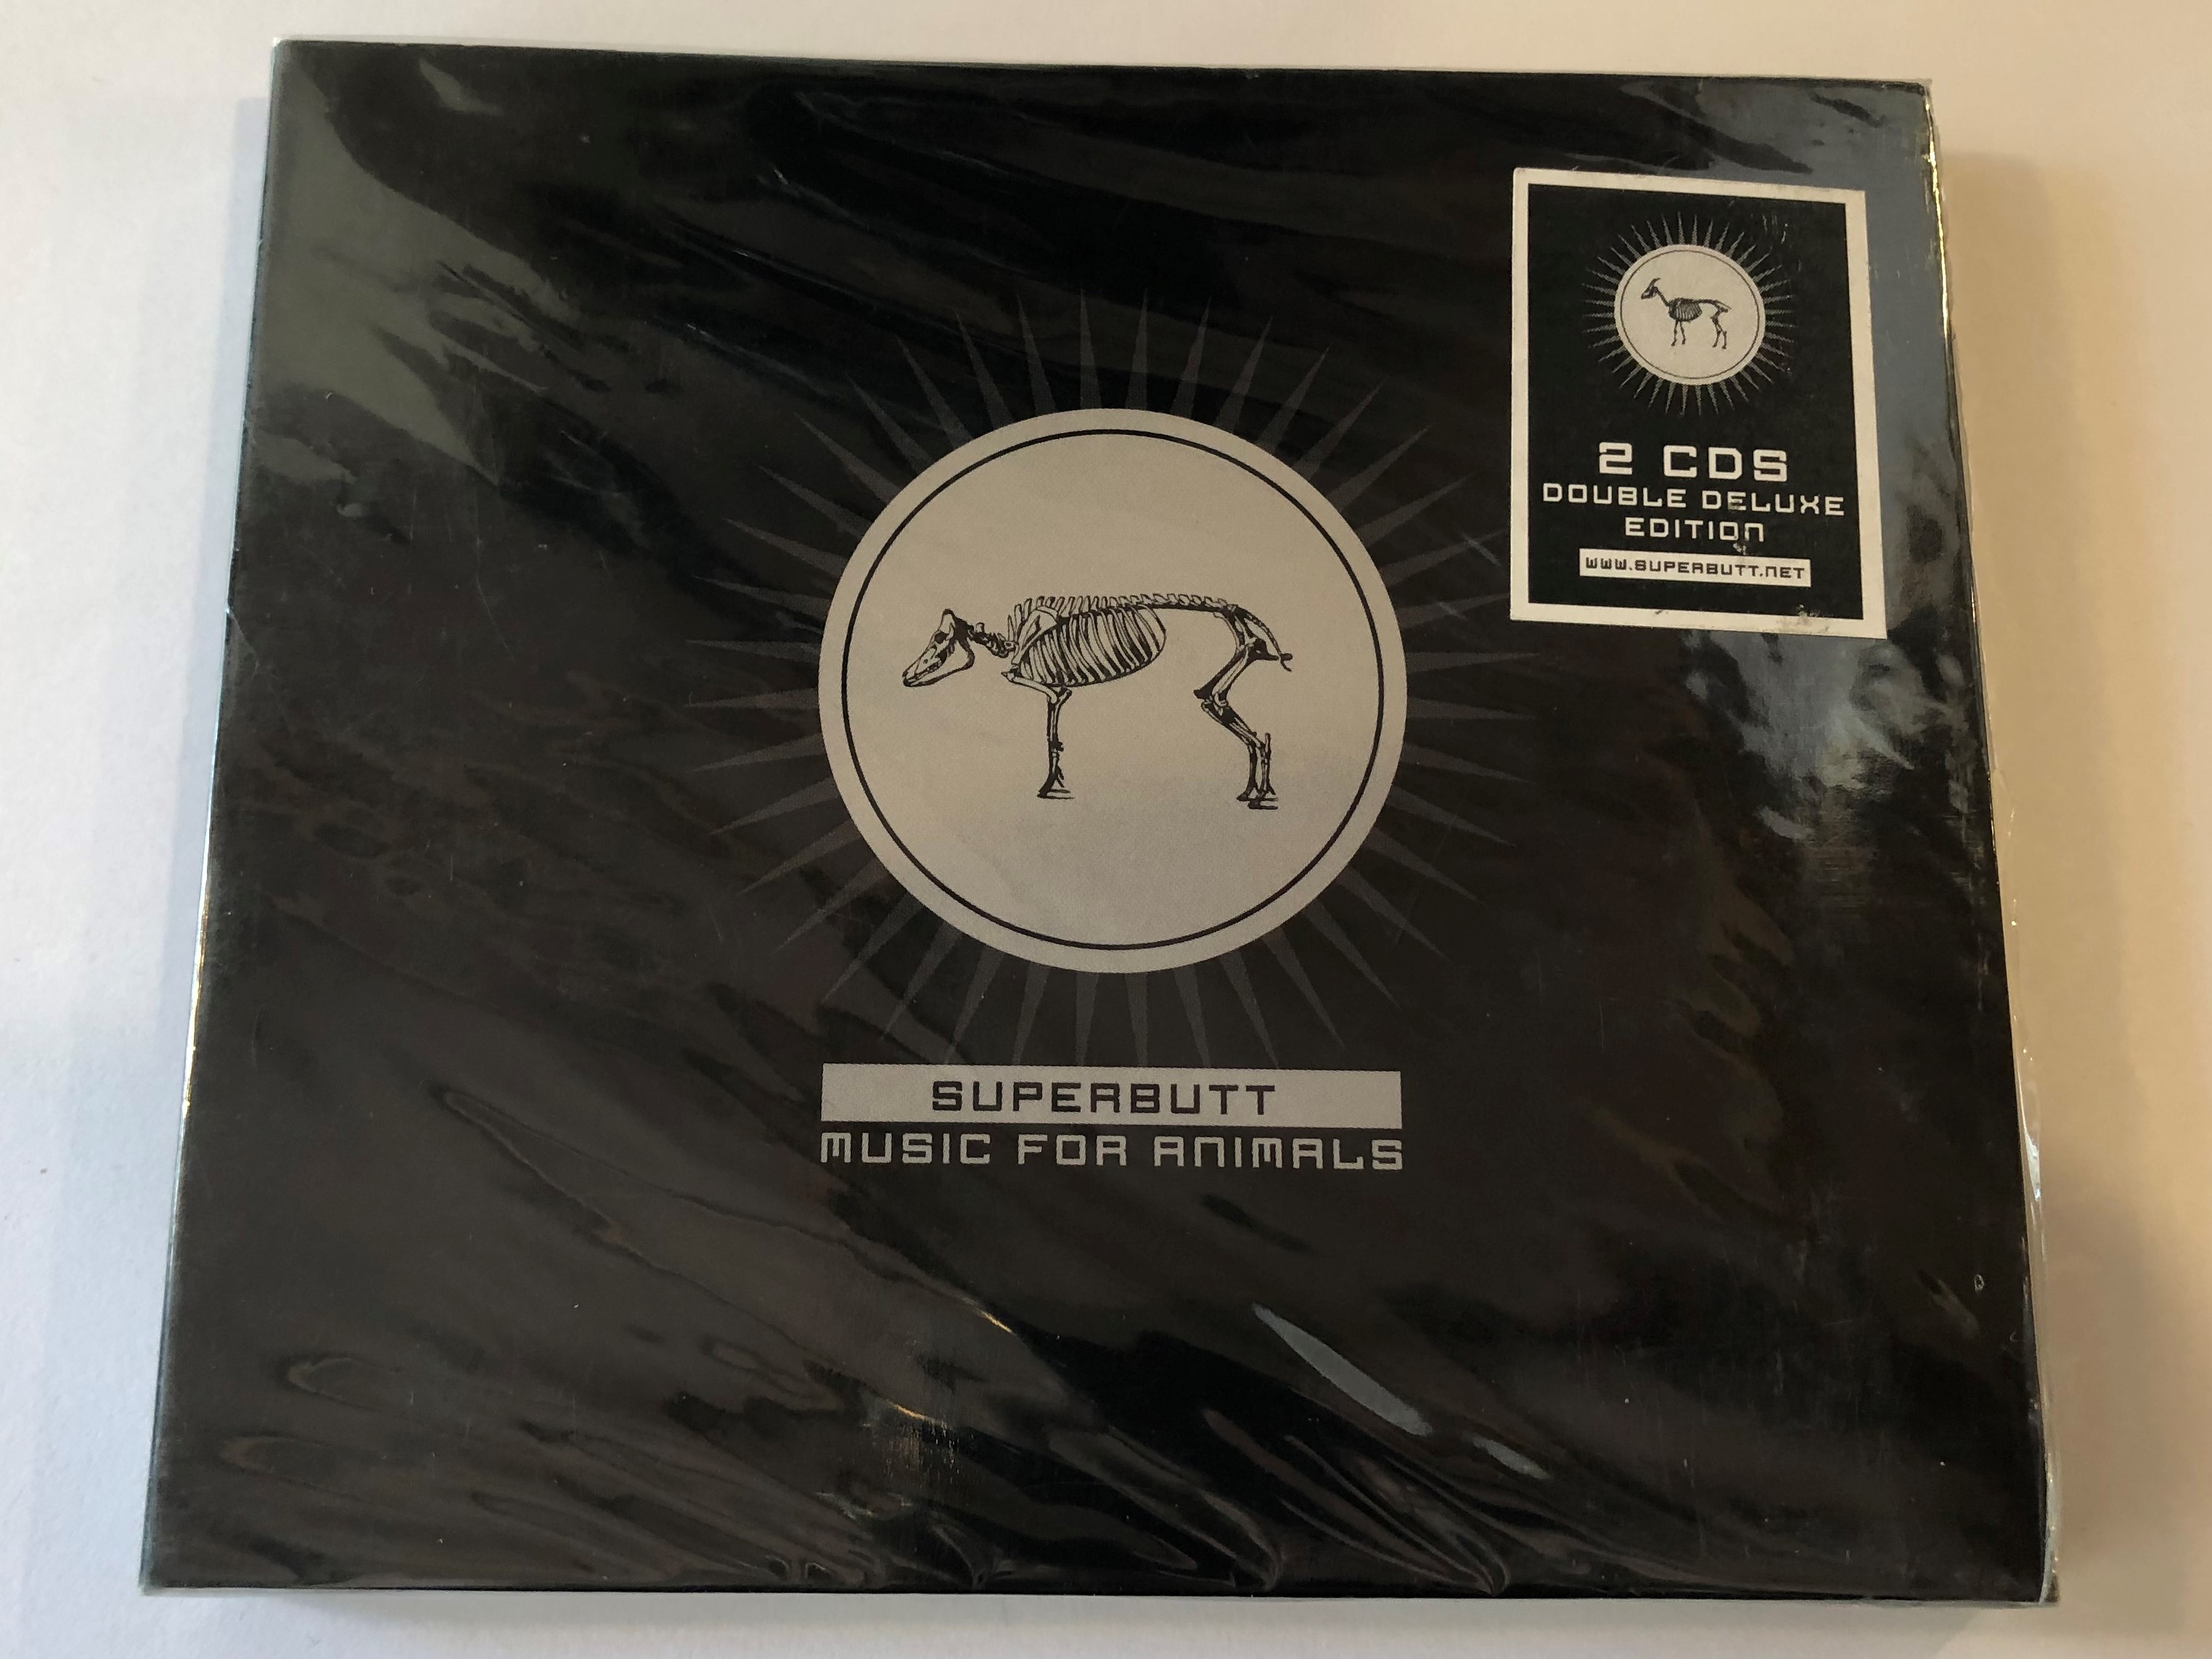 2 CDS
DOUBLE DELUXE
EDITION
WWW.SUPERBUTT.NET
SUPERBUTT
MUSIC FOR ANIMALS